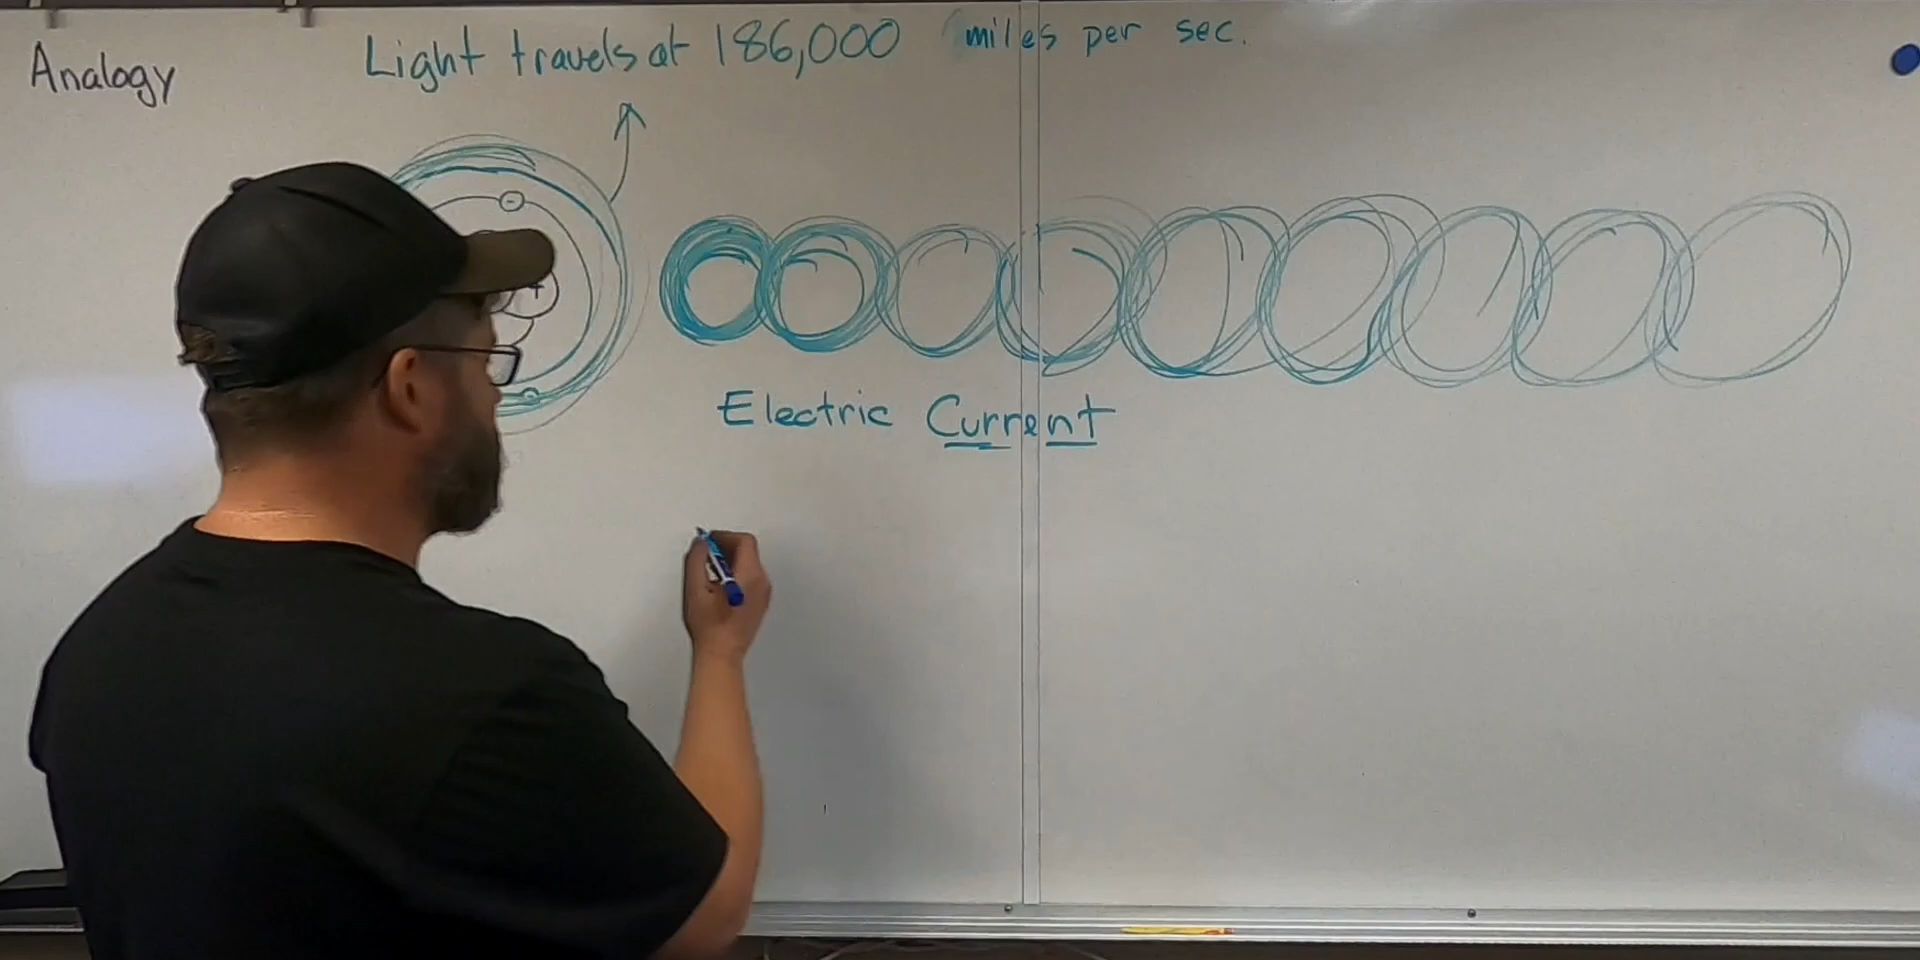 Analogy
Light travels at 186,000 miles per sec.
-
+
Electric Current